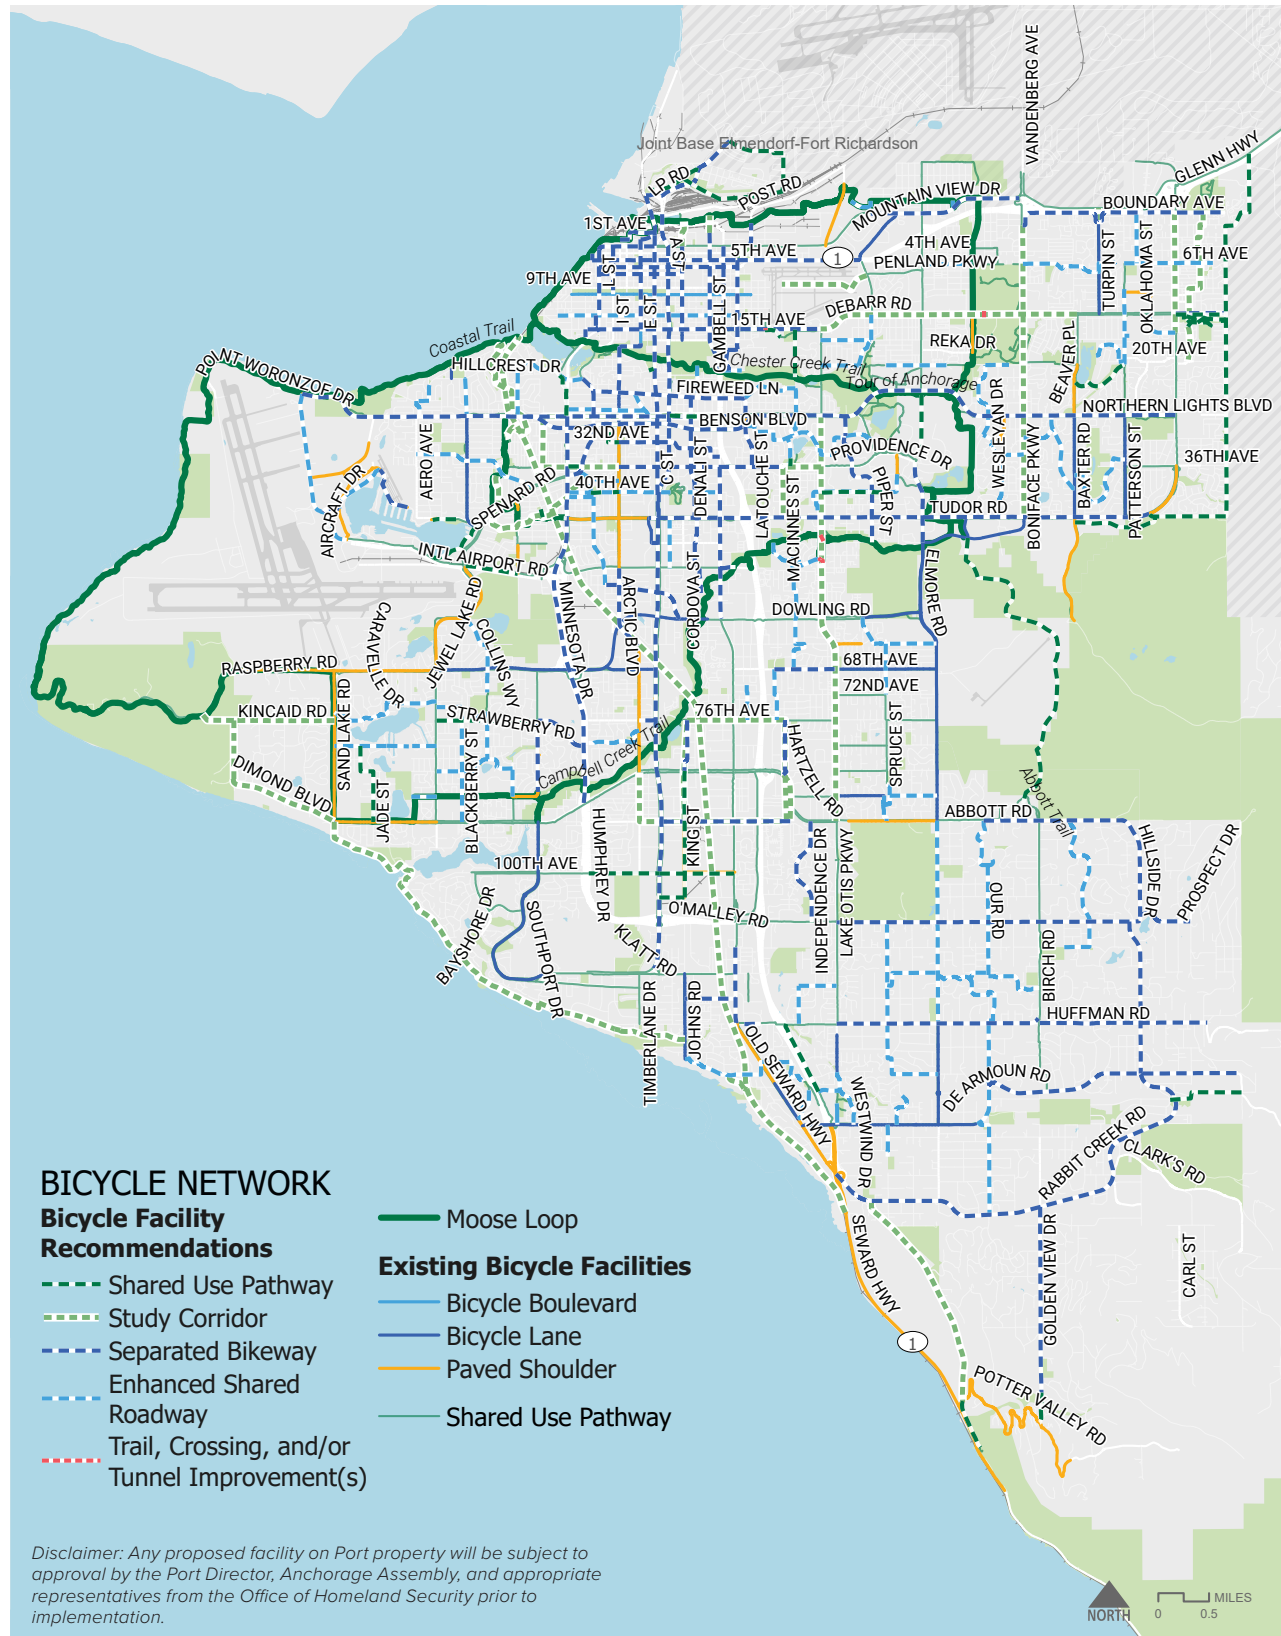 VANDENBERG AVE
Joint Base Elmendorf-Fort Richardson
GLENN HWY
LP RD
POST RD
MOUNTAIN VIEW DR
BOUNDARY AVE
1ST AVE
A ST
5TH AVE
1
4TH AVE
PENLAND PKWY
6TH AVE
TURPIN ST
OKLAHOMA ST
9TH AVE
L ST
I ST
E ST
GAMBELL ST
DEBARR RD
15TH AVE
Coastal Trail
REKA DR
BEAVER PL
20TH AVE
POINT WORONZOF DR
HILLCREST DR
Chester Creek Trail
Tour of Anchorage
FIREWEED LN
NORTHERN LIGHTS BLVD
BENSON BLVD
32ND AVE
AERO AVE
C ST
DENALI ST
LATOUCHE ST
PROVIDENCE DR
WESLEYAN DR
BONIFACE PKWY
BAXTER RD
PATTERSON ST
36TH AVE
AIRCRAFT DR
SPENARD RD
40TH AVE
MACINNES ST
PIPER ST
TUDOR RD
INTL AIRPORT RD
CARAVELLE DR
JEWEL LAKE RD
COLLINS WY
MINNESOTA DR
ARCTIC BLVD
CORDOVA ST
DOWLING RD
ELMORE RD
RASPBERRY RD
68TH AVE
72ND AVE
KINCAID RD
SAND LAKE RD
STRAWBERRY RD
76TH AVE
SPRUCE ST
HARTZELL RD
DIMOND BLVD
JADE ST
BLACKBERRY ST
Campbell Creek Trail
Abbott Trail
ABBOTT RD
HUMPHREY DR
KING ST
100TH AVE
INDEPENDENCE DR
LAKE OTIS PKWY
OUR RD
HILLSIDE DR
PROSPECT DR
BAYSHORE DR
SOUTHPORT DR
KLATT RD
O'MALLEY RD
BIRCH RD
TIMBERLANE DR
JOHNS RD
HUFFMAN RD
OLD SEWARD HWY
WESTWIND DR
DE ARMOUN RD
RABBIT CREEK RD
CLARK'S RD
SEWARD HWY
GOLDEN VIEW DR
CARL ST
1
POTTER VALLEY RD
BICYCLE NETWORK
Bicycle Facility
Recommendations
Shared Use Pathway
Study Corridor
Separated Bikeway
Enhanced Shared
Roadway
Trail, Crossing, and/or
Tunnel Improvement(s)
Moose Loop
Existing Bicycle Facilities
Bicycle Boulevard
Bicycle Lane
Paved Shoulder
Shared Use Pathway
Disclaimer: Any proposed facility on Port property will be subject to
approval by the Port Director, Anchorage Assembly, and appropriate
representatives from the Office of Homeland Security prior to
implementation.
NORTH
MILES
0 0.5